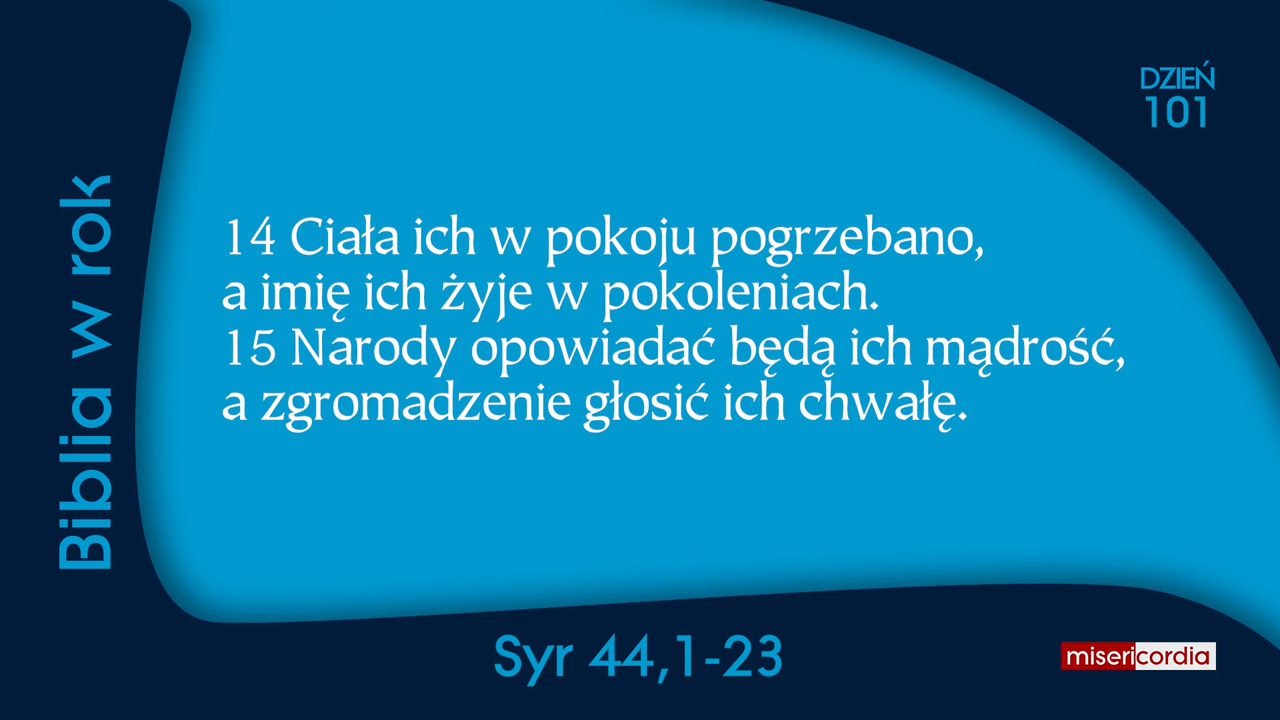 DZIEŃ
101
Biblia w rok
14 Ciała ich w pokoju pogrzebano,
a imię ich żyje w pokoleniach.
15 Narody opowiadać będą ich mądrość,
a zgromadzenie głosić ich chwałę.
Syr 44,1-23
misericordia